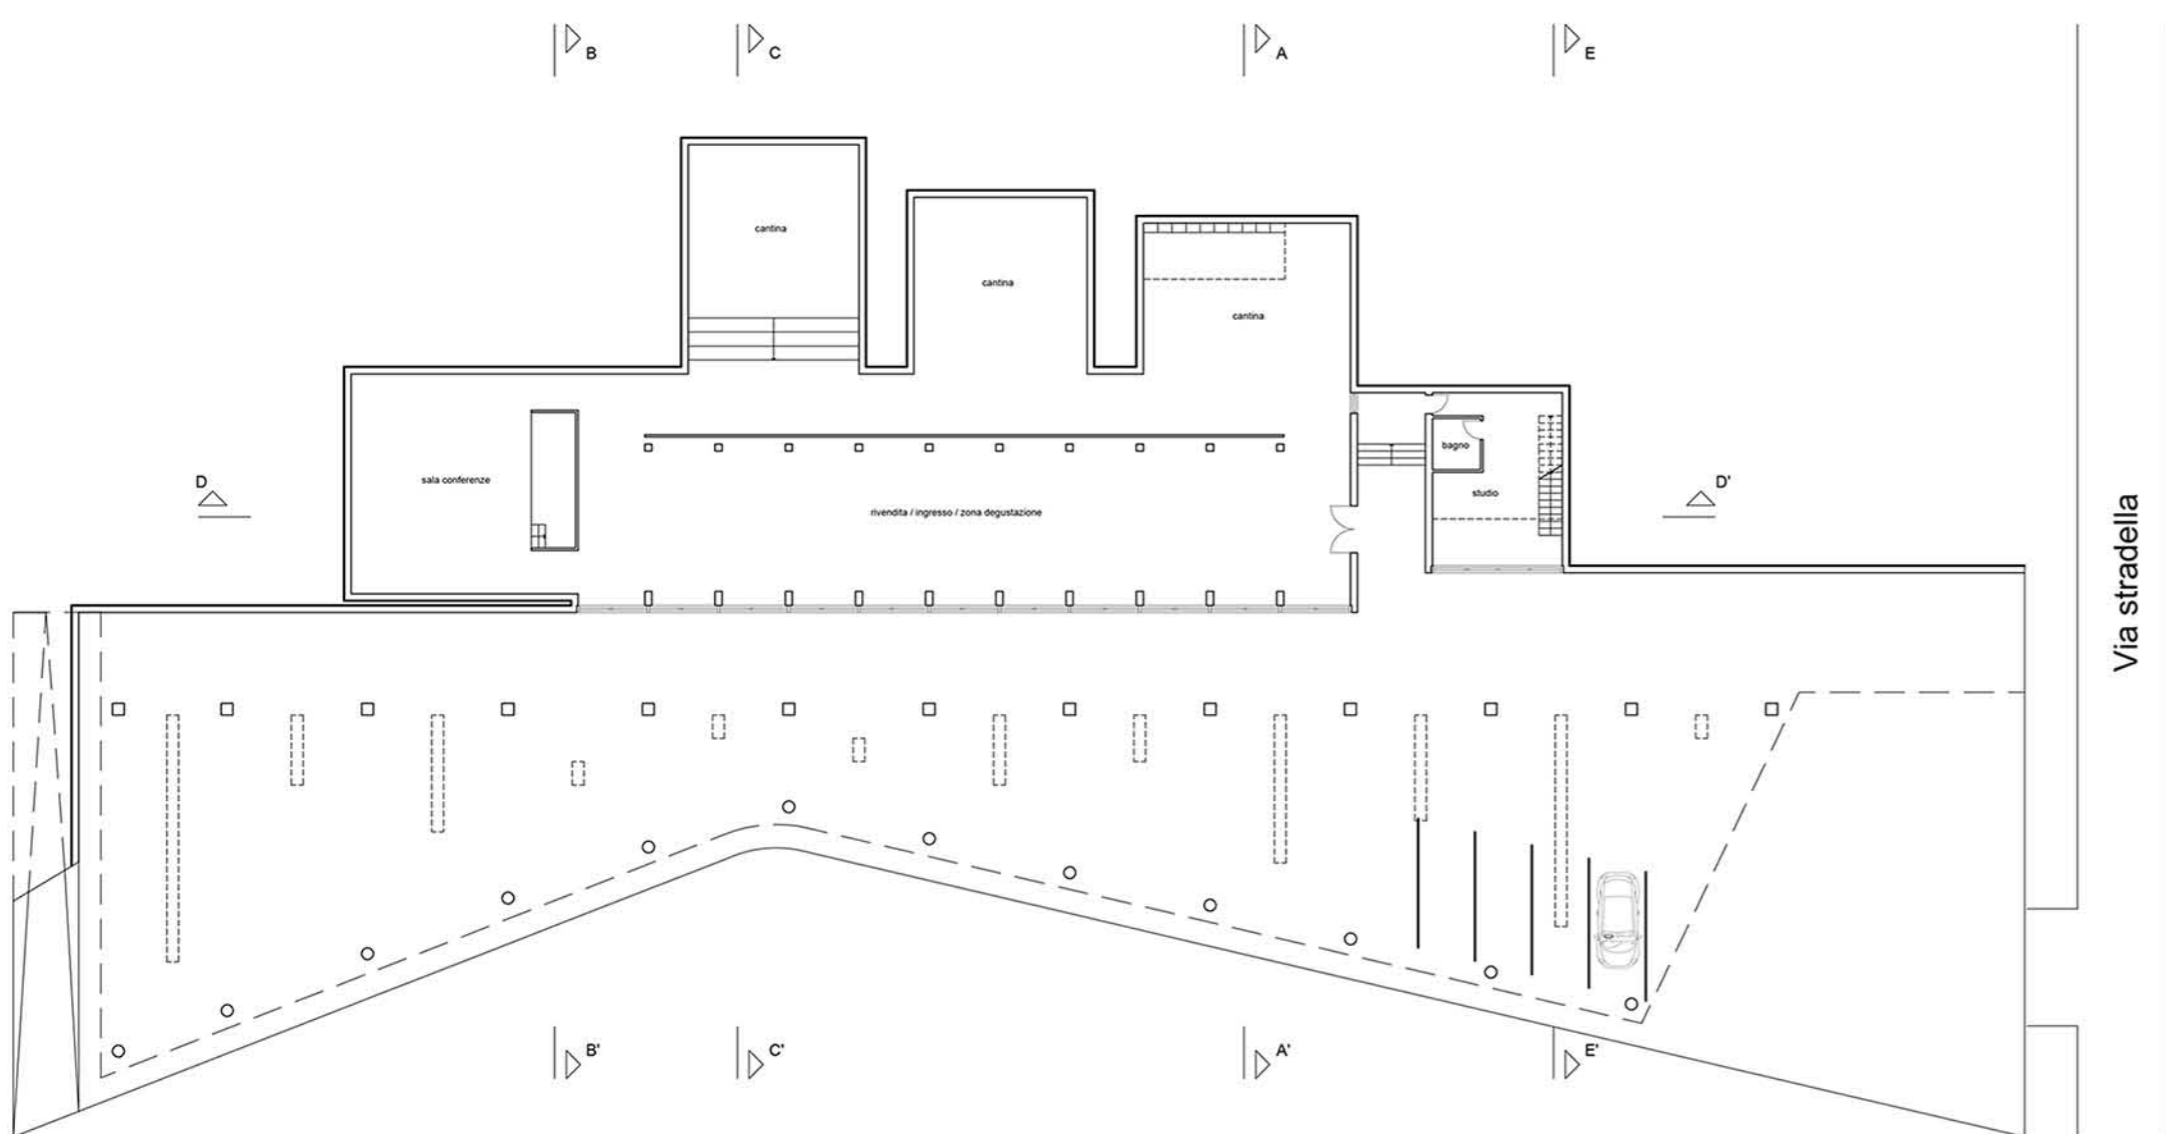 B
C
A
E
cantina
cantina
cantina
bagno
D
sala conferenze
studio
D'
rivendita / ingresso / zona degustazione
Via stradella
B'
C'
A'
E'